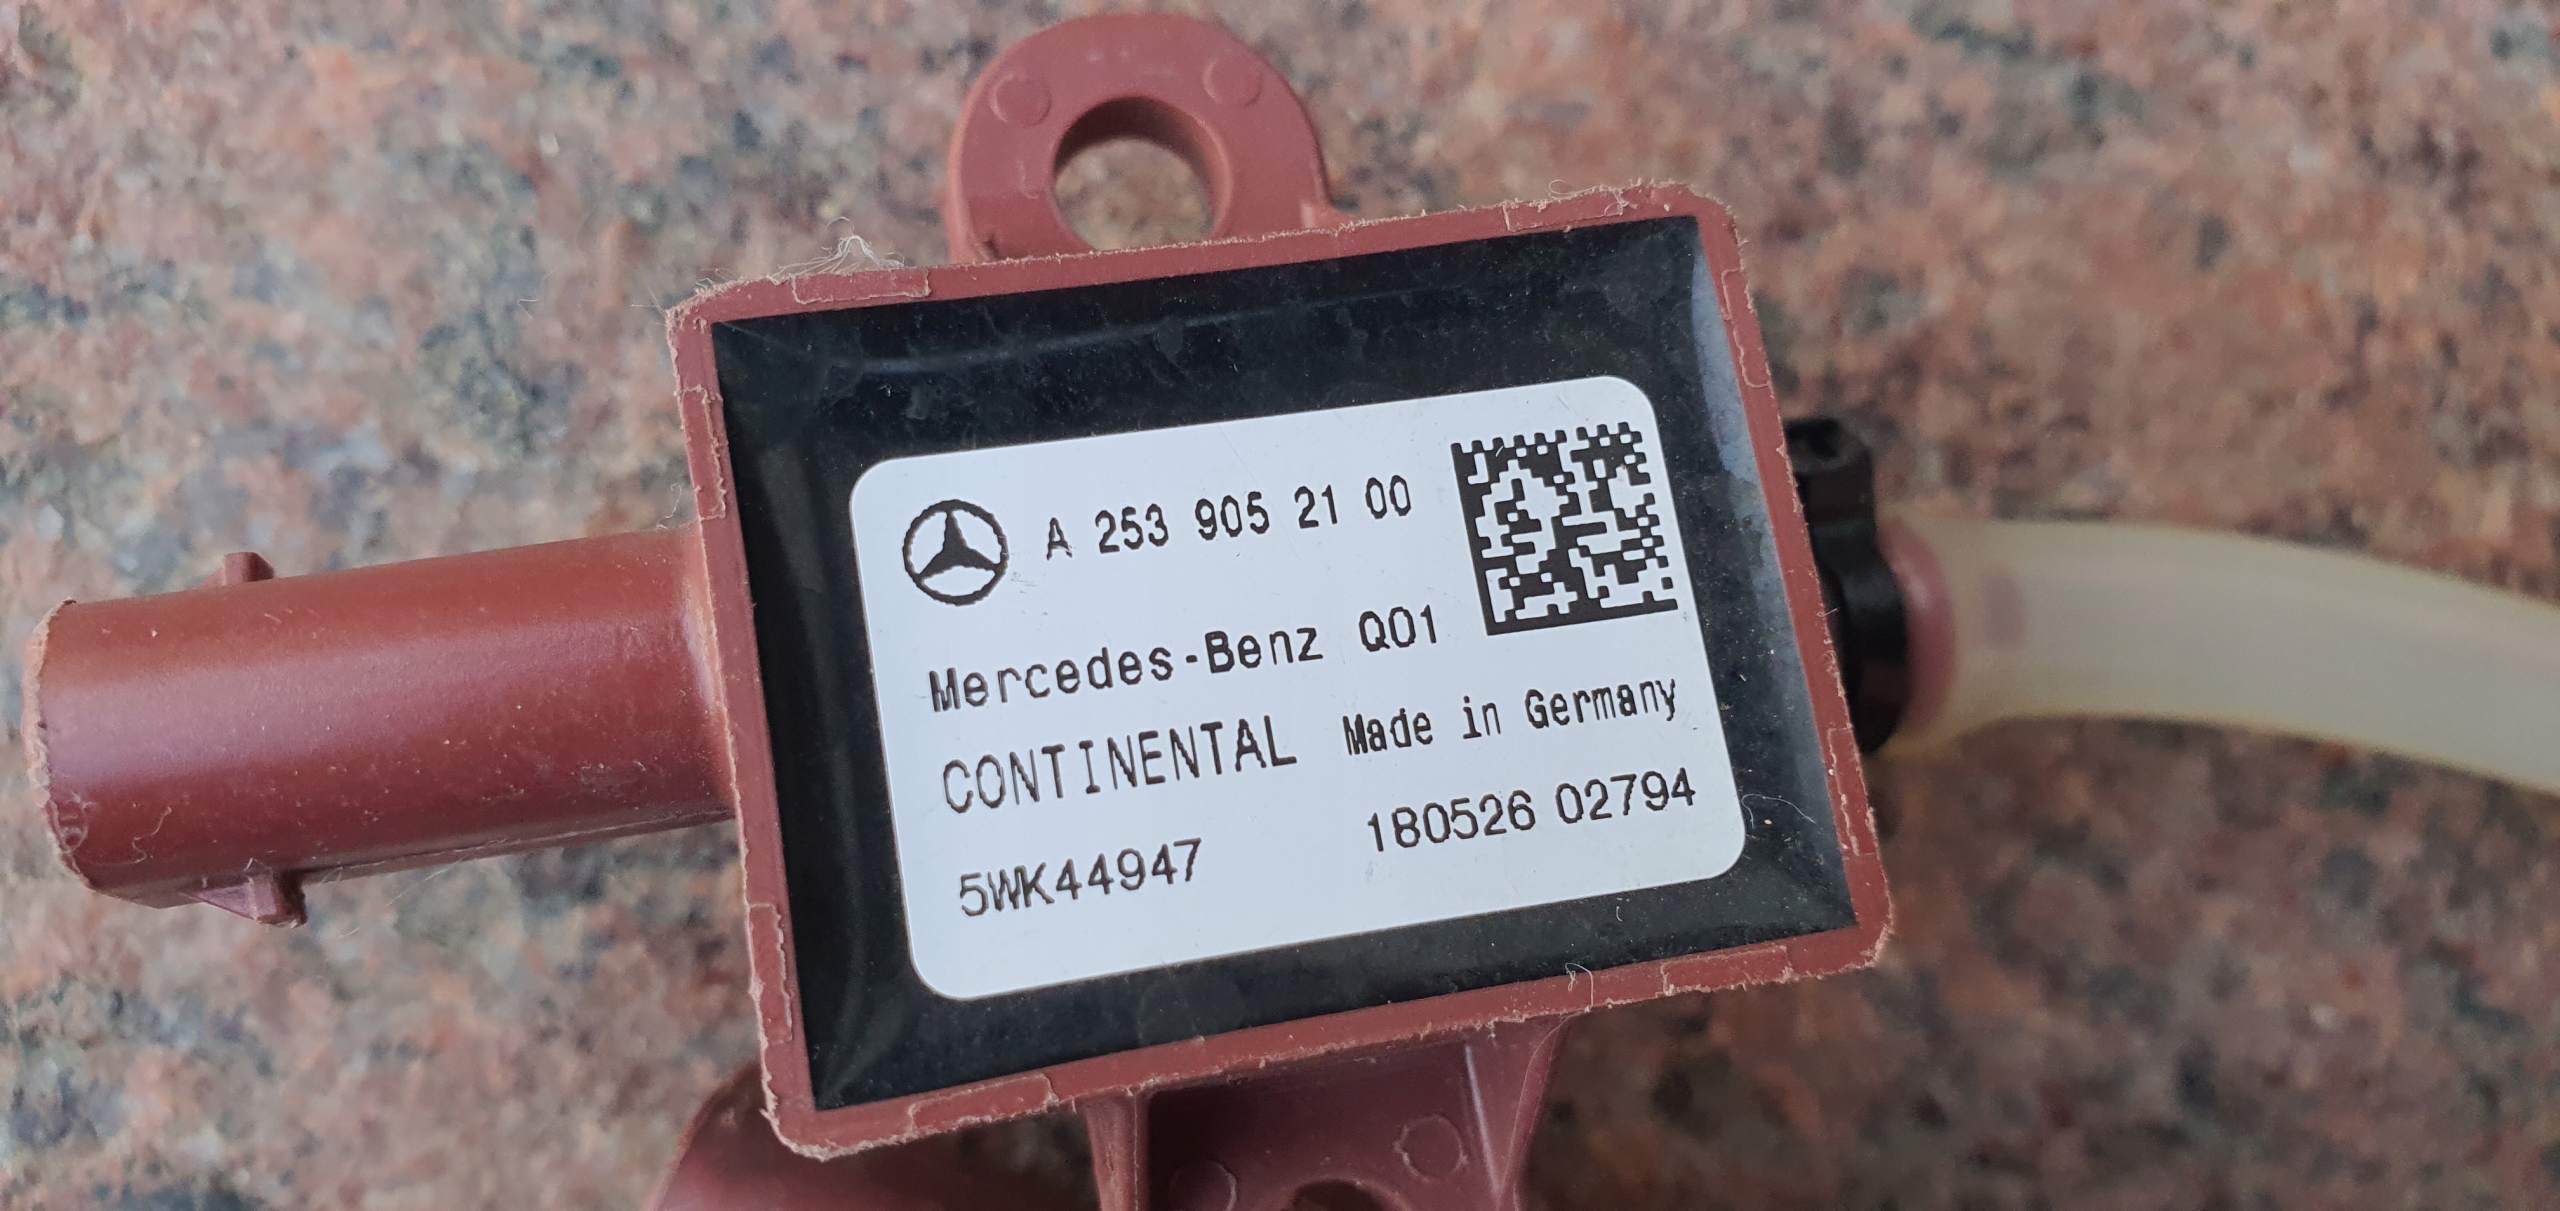 A 253 905 21 00
Mercedes-Benz Q01
CONTINENTAL Made in Germany
5WK44947 180526 02794